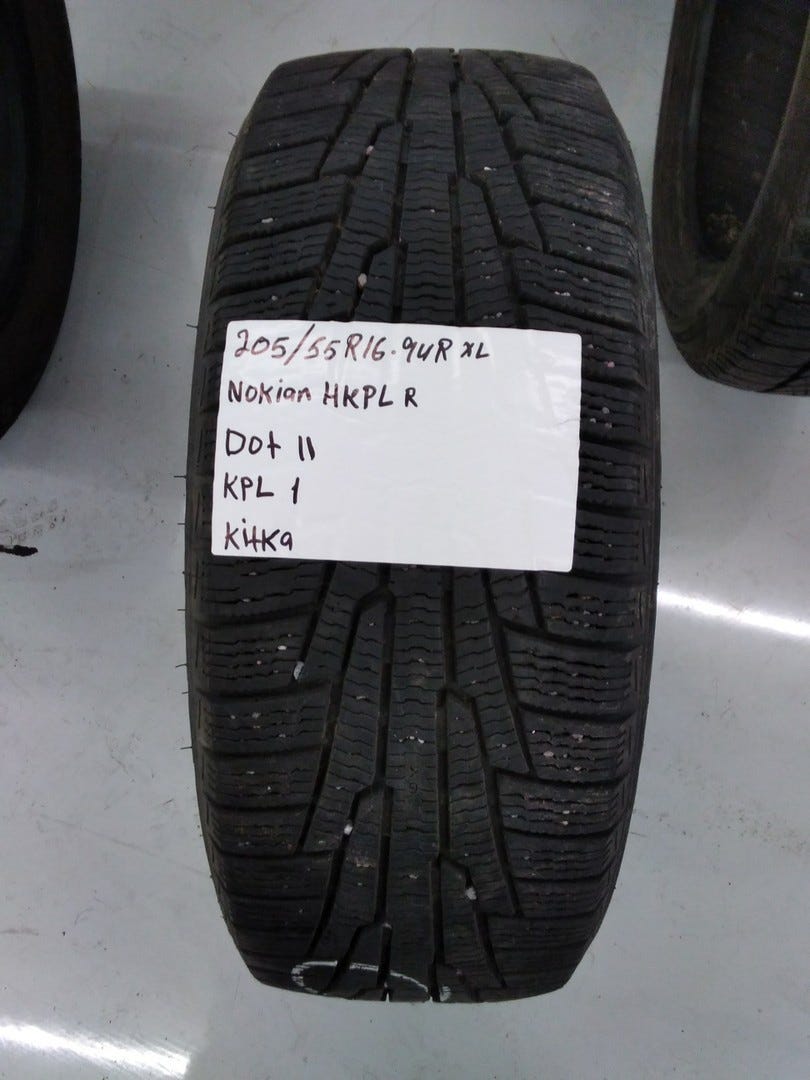 205/55R16.94R XL
Nokian HKPL R
Dot 11
KPL 1
Kitka